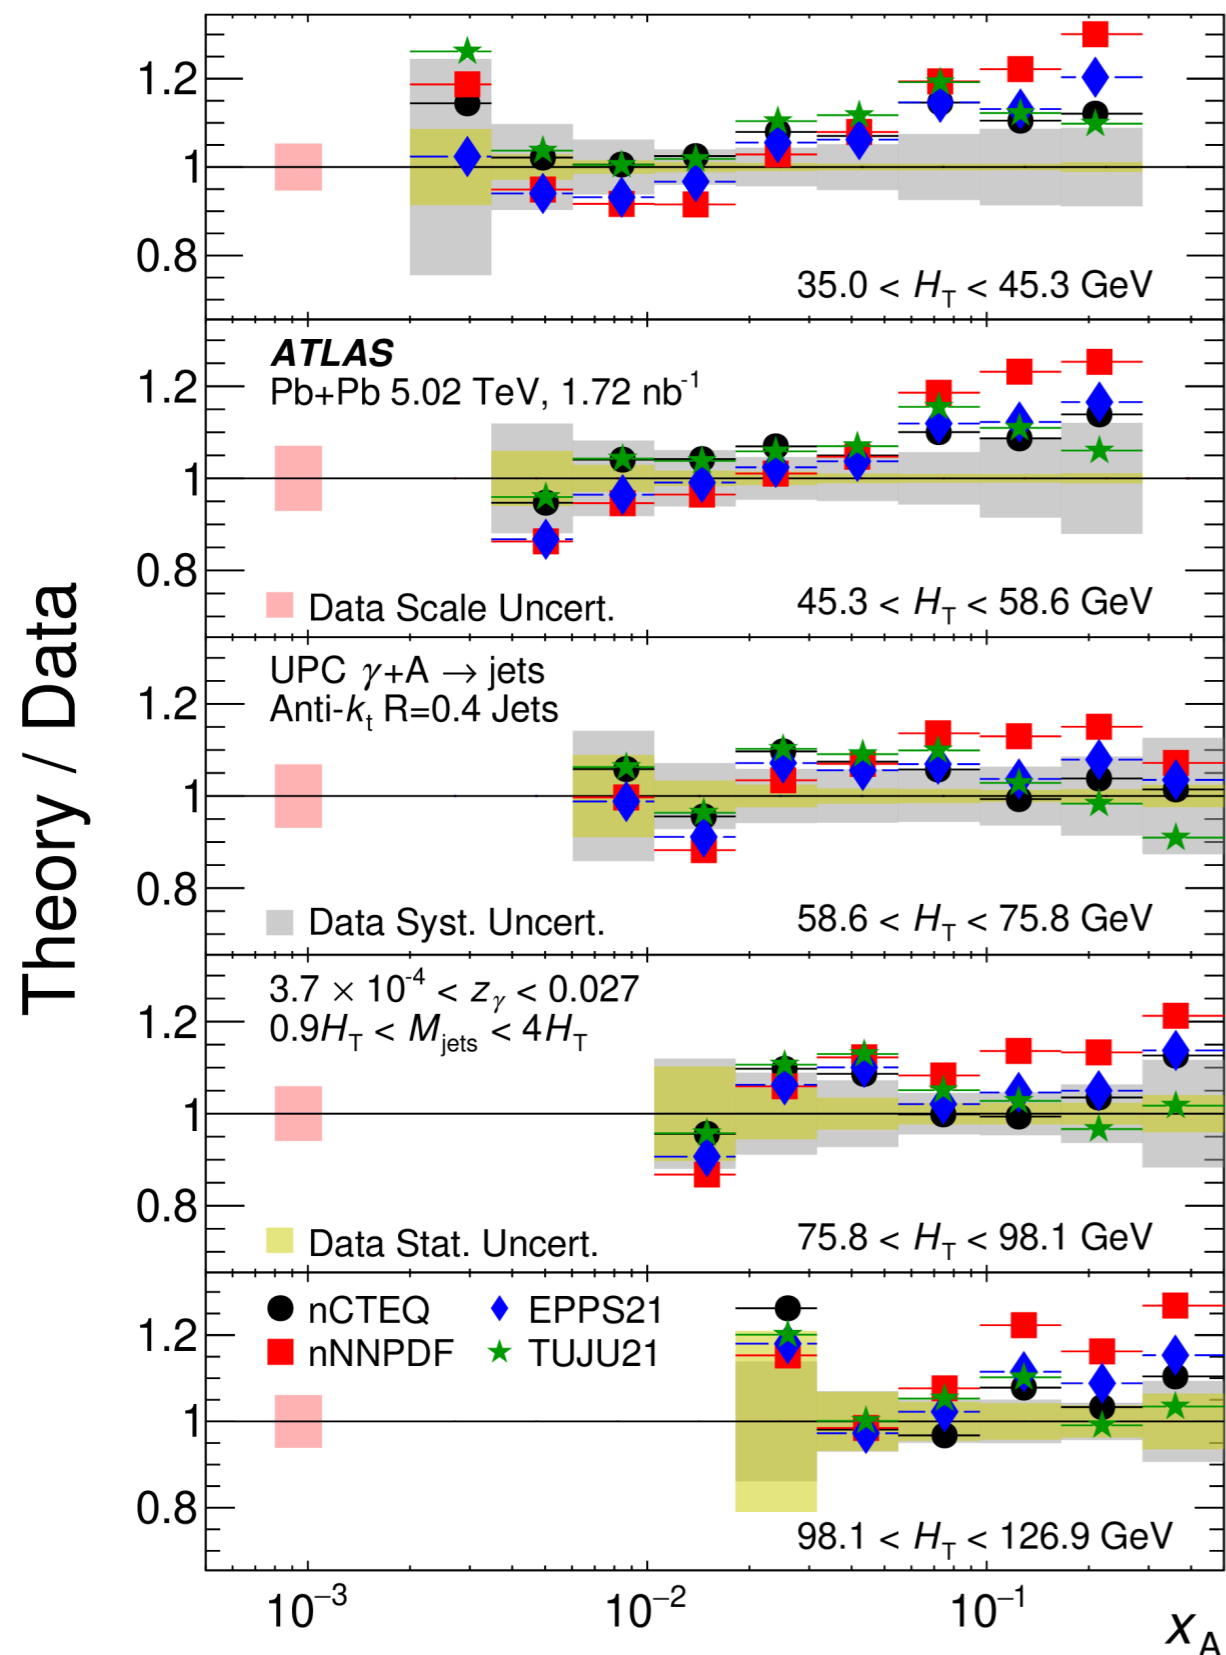 Theory / Data
1.2
1
0.8
35.0 < H_T < 45.3 GeV
ATLAS
Pb+Pb 5.02 TeV, 1.72 nb⁻¹
1.2
1
0.8
Data Scale Uncert.
45.3 < H_T < 58.6 GeV
UPC γ+A → jets
Anti-k_t R=0.4 Jets
1.2
1
0.8
Data Syst. Uncert.
58.6 < H_T < 75.8 GeV
3.7 × 10⁻⁴ < z_γ < 0.027
0.9H_T < M_jets < 4H_T
1.2
1
0.8
Data Stat. Uncert.
75.8 < H_T < 98.1 GeV
nCTEQ EPPS21
nNNPDF TUJU21
1.2
1
0.8
98.1 < H_T < 126.9 GeV
10⁻³ 10⁻² 10⁻¹
x_A